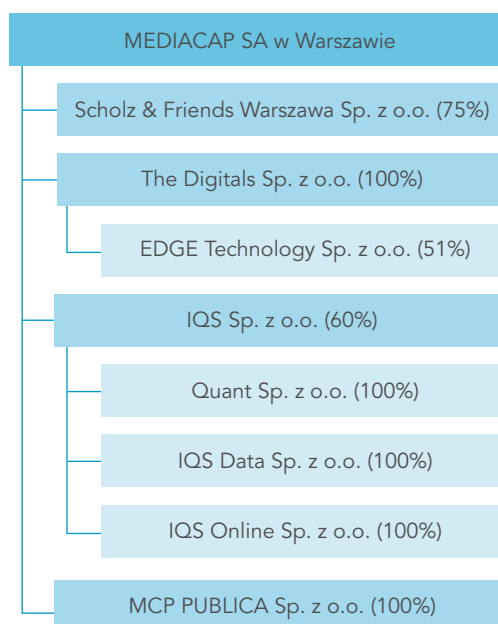 MEDIACAP SA w Warszawie
Scholz & Friends Warszawa Sp. z o.o. (75%)
The Digitals Sp. z o.o. (100%)
EDGE Technology Sp. z o.o. (51%)
IQS Sp. z o.o. (60%)
Quant Sp. z o.o. (100%)
IQS Data Sp. z o.o. (100%)
IQS Online Sp. z o.o. (100%)
MCP PUBLICA Sp. z o.o. (100%)